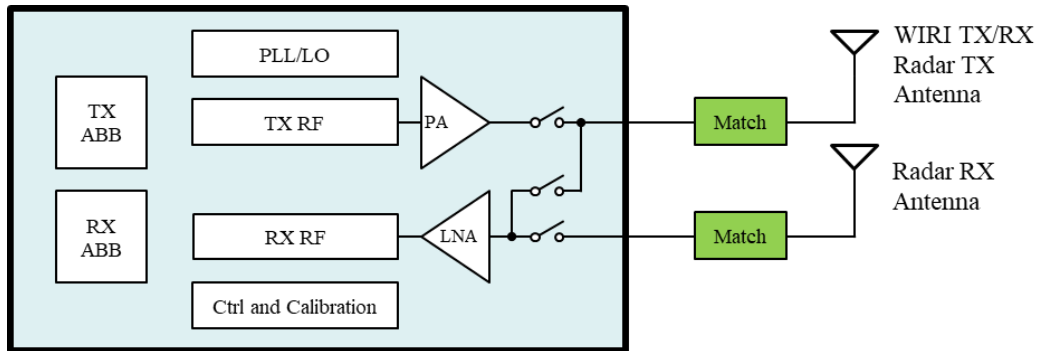 PLL/LO
TX
ABB
TX RF
PA
Match
WIRI TX/RX
Radar TX
Antenna
RX
ABB
RX RF
LNA
Match
Radar RX
Antenna
Ctrl and Calibration